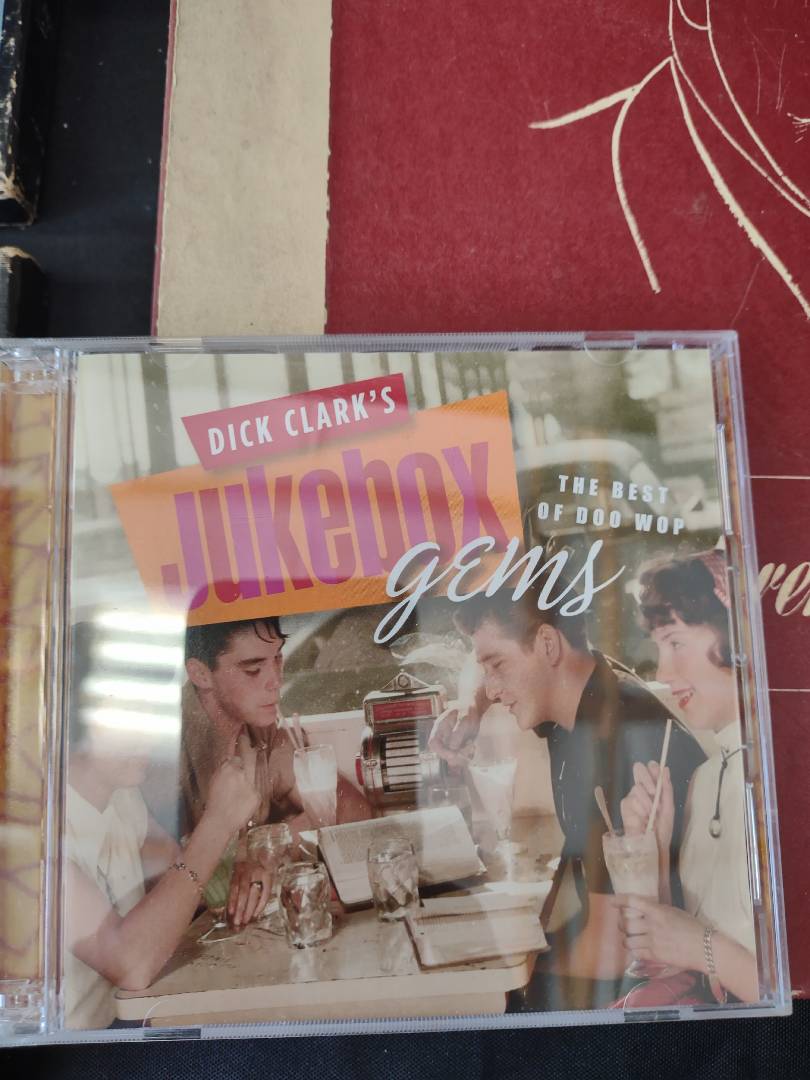 DICK CLARK'S
Jukebox
gems
THE BEST
OF DOO WOP